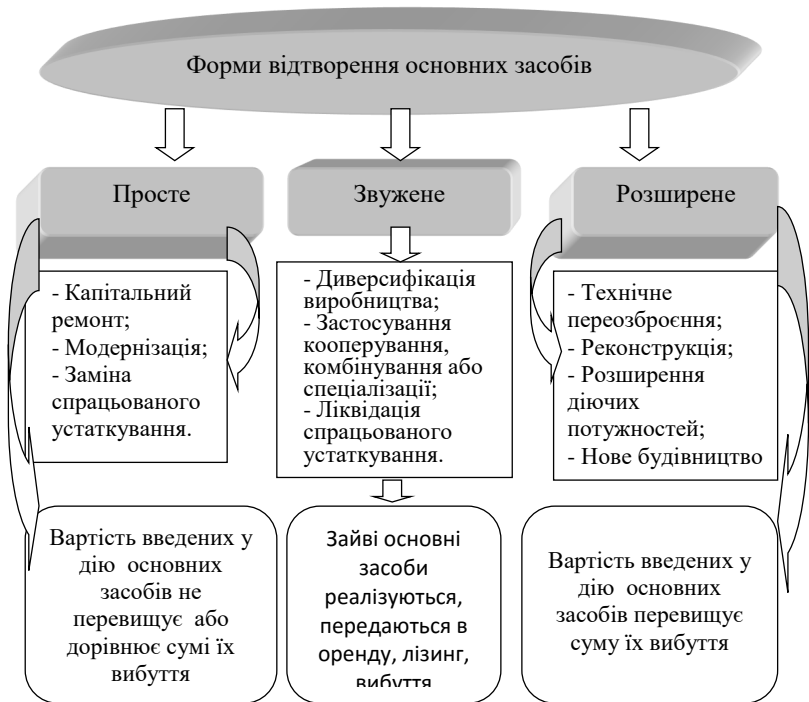 Форми відтворення основних засобів
Просте
Звужене
Розширене
- Капітальний
ремонт;
- Модернізація;
- Заміна
спрацьованого
устаткування.
- Диверсифікація
виробництва;
- Застосування
кооперування,
комбінування або
спеціалізації;
- Ліквідація
спрацьованого
устаткування.
- Технічне
переозброєння;
- Реконструкція;
- Розширення
діючих
потужностей;
- Нове будівництво
Вартість введених у
дію основних
засобів не
перевищує або
дорівнює сумі їх
вибуття
Зайві основні
засоби
реалізуються,
передаються в
оренду, лізинг,
вибуття
Вартість введених у
дію основних
засобів перевищує
суму їх вибуття